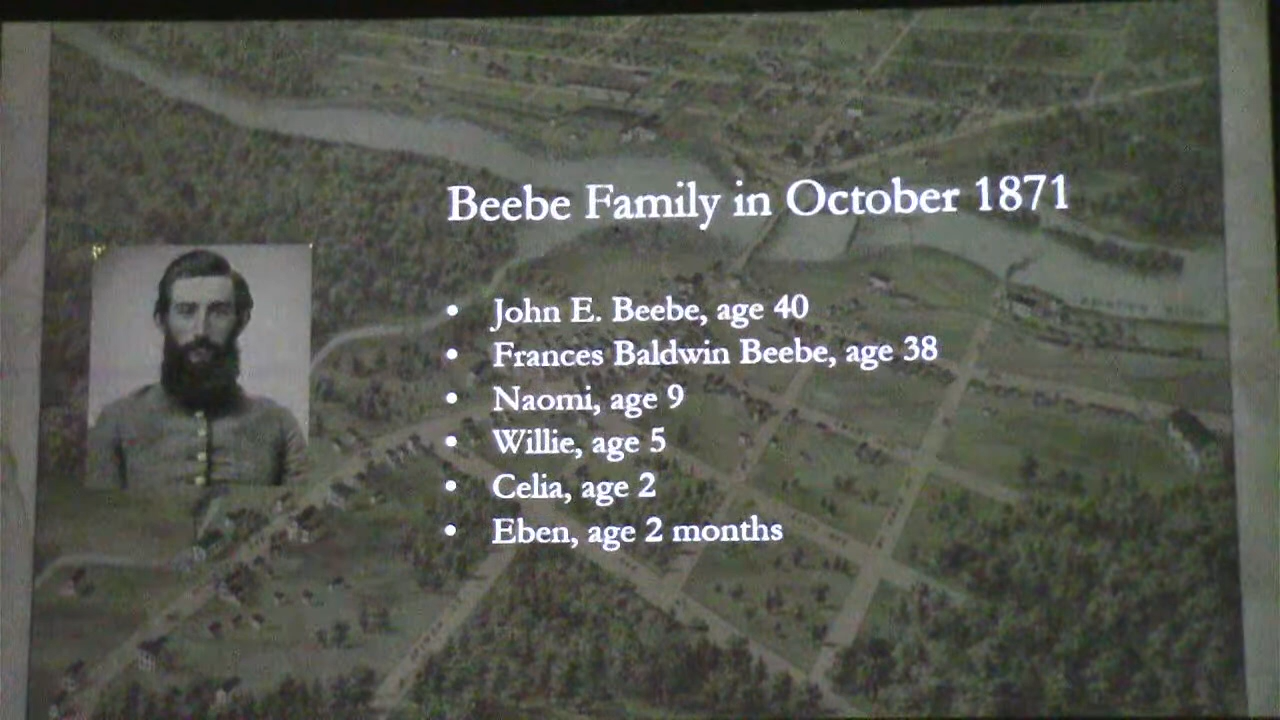 Beebe Family in October 1871
• John E. Beebe, age 40
• Frances Baldwin Beebe, age 38
• Naomi, age 9
• Willie, age 5
• Celia, age 2
• Eben, age 2 months